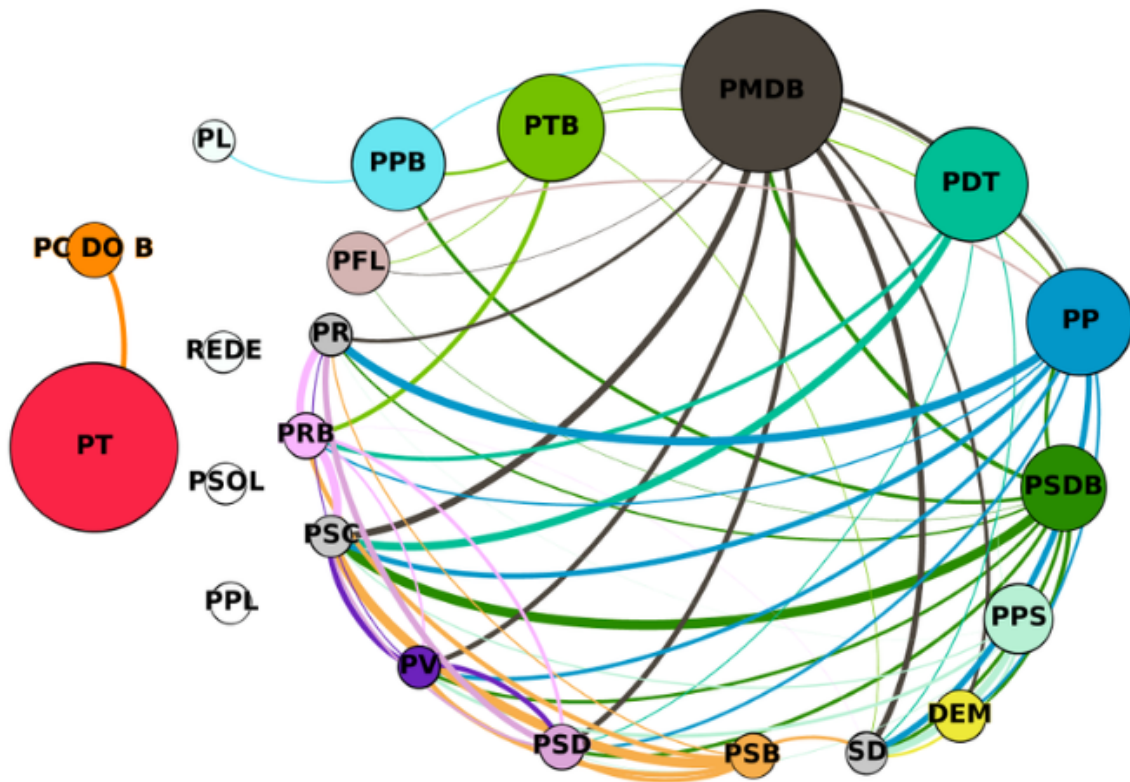 PMDB
PTB
PL
PPB
PDT
PC DO B
PFL
PP
PR
REDE
PRB
PT
PSOL
PSDB
PSC
PPL
PPS
PV
DEM
PSD
PSB
SD